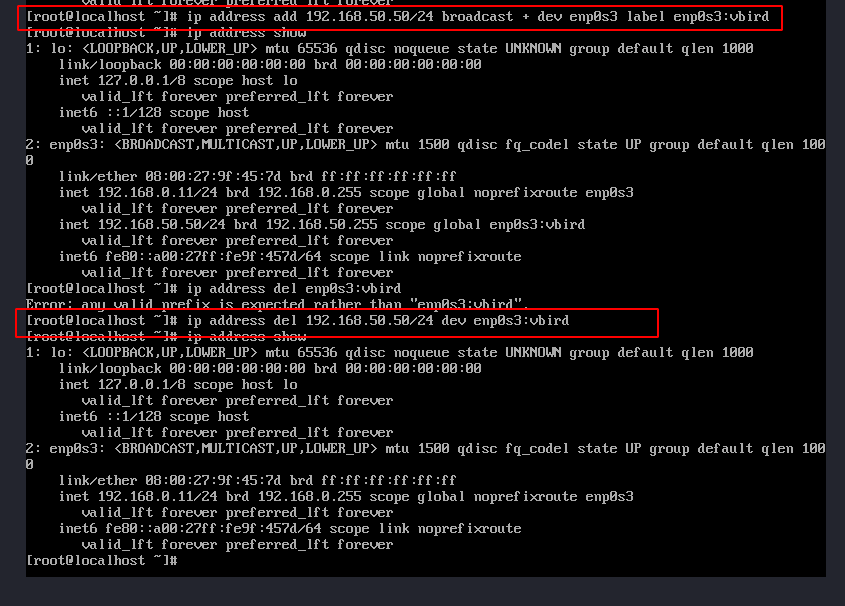 valid_lft forever preferred_lft forever
[root@localhost ~]# ip address add 192.168.50.50/24 broadcast + dev enp0s3 label enp0s3:vbird
[root@localhost ~]# ip address show
1: lo: <LOOPBACK,UP,LOWER_UP> mtu 65536 qdisc noqueue state UNKNOWN group default qlen 1000
link/loopback 00:00:00:00:00:00 brd 00:00:00:00:00:00
inet 127.0.0.1/8 scope host lo
valid_lft forever preferred_lft forever
inet6 ::1/128 scope host
valid_lft forever preferred_lft forever
2: enp0s3: <BROADCAST,MULTICAST,UP,LOWER_UP> mtu 1500 qdisc fq_codel state UP group default qlen 100
0
link/ether 08:00:27:9f:45:7d brd ff:ff:ff:ff:ff:ff
inet 192.168.0.11/24 brd 192.168.0.255 scope global noprefixroute enp0s3
valid_lft forever preferred_lft forever
inet 192.168.50.50/24 brd 192.168.50.255 scope global enp0s3:vbird
valid_lft forever preferred_lft forever
inet6 fe80::a00:27ff:fe9f:457d/64 scope link noprefixroute
valid_lft forever preferred_lft forever
[root@localhost ~]# ip address del enp0s3:vbird
Error: any valid prefix is expected rather than "enp0s3:vbird".
[root@localhost ~]# ip address del 192.168.50.50/24 dev enp0s3:vbird
[root@localhost ~]# ip address show
1: lo: <LOOPBACK,UP,LOWER_UP> mtu 65536 qdisc noqueue state UNKNOWN group default qlen 1000
link/loopback 00:00:00:00:00:00 brd 00:00:00:00:00:00
inet 127.0.0.1/8 scope host lo
valid_lft forever preferred_lft forever
inet6 ::1/128 scope host
valid_lft forever preferred_lft forever
2: enp0s3: <BROADCAST,MULTICAST,UP,LOWER_UP> mtu 1500 qdisc fq_codel state UP group default qlen 100
0
link/ether 08:00:27:9f:45:7d brd ff:ff:ff:ff:ff:ff
inet 192.168.0.11/24 brd 192.168.0.255 scope global noprefixroute enp0s3
valid_lft forever preferred_lft forever
inet6 fe80::a00:27ff:fe9f:457d/64 scope link noprefixroute
valid_lft forever preferred_lft forever
[root@localhost ~]#